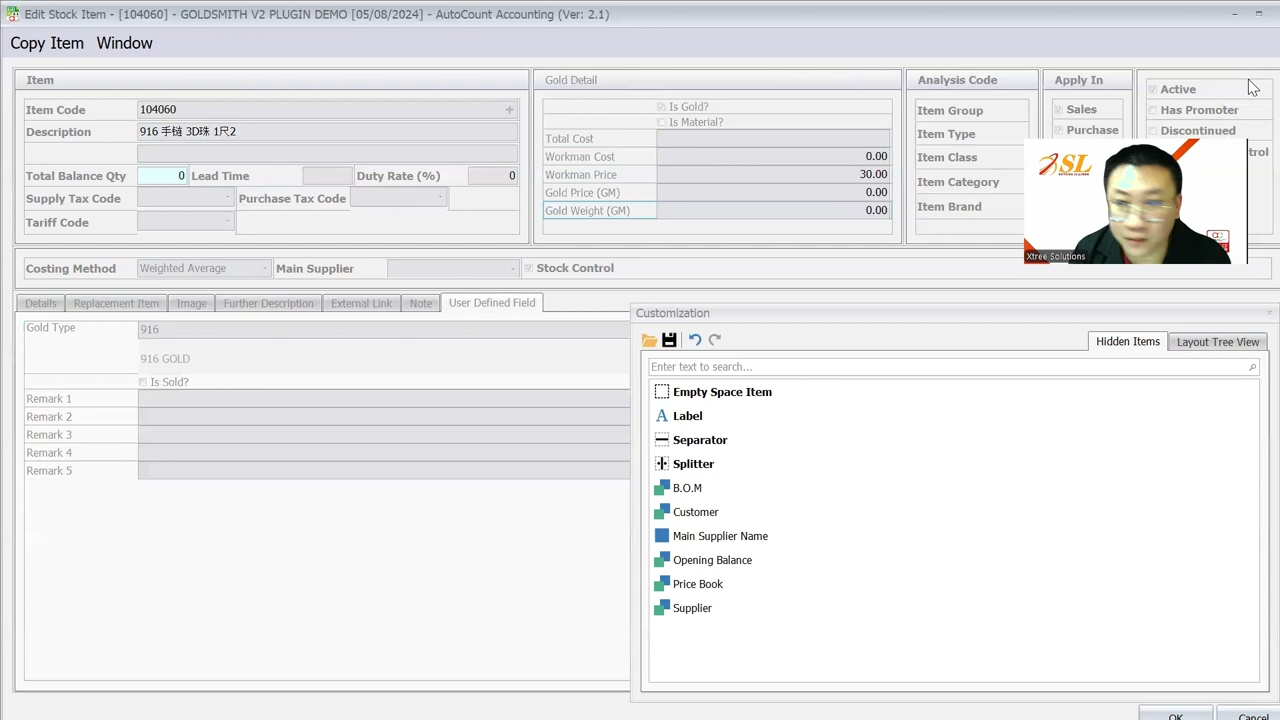 Edit Stock Item - [104060] - GOLDSMITH V2 PLUGIN DEMO [05/08/2024] - AutoCount Accounting (Ver: 2.1)
Copy Item Window
Item
Item Code 104060
Description 916 手链 3D珠 1尺2
Total Balance Qty 0 Lead Time Duty Rate (%) 0
Supply Tax Code Purchase Tax Code
Tariff Code
Gold Detail
Is Gold?
Is Material?
Total Cost
Workman Cost 0.00
Workman Price 30.00
Gold Price (GM) 0.00
Gold Weight (GM) 0.00
Analysis Code
Item Group
Item Type
Item Class
Item Category
Item Brand
Apply In
Sales
Purchase
Active
Has Promoter
Discontinued
trol
SL
Xtree Solutions
Costing Method Weighted Average Main Supplier Stock Control
Details Replacement Item Image Further Description External Link Note User Defined Field
Gold Type 916
916 GOLD
Is Sold?
Remark 1
Remark 2
Remark 3
Remark 4
Remark 5
Customization
Hidden Items Layout Tree View
Enter text to search...
Empty Space Item
Label
Separator
Splitter
B.O.M
Customer
Main Supplier Name
Opening Balance
Price Book
Supplier
OK Cancel